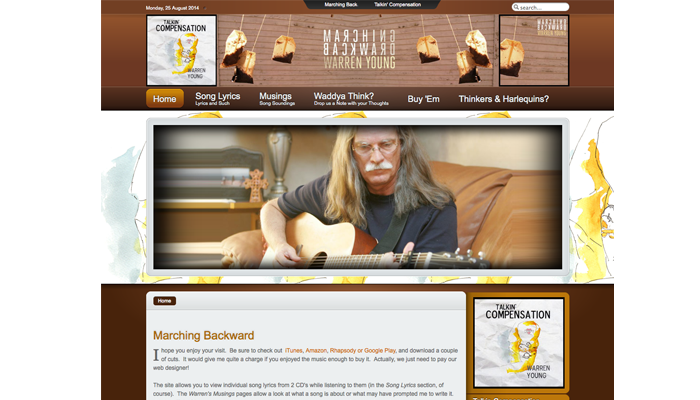 Monday, 25 August 2014
Marching Back
Talkin' Compensation
search...
TALKIN'
COMPENSATION
WARREN
YOUNG
MARCHING
BACKWARD
WARREN YOUNG
MARCHING
BACKWARD
WARREN YOUNG
Home
Song Lyrics
Lyrics and Such
Musings
Song Soundings
Waddya Think?
Drop us a Note with your Thoughts
Buy 'Em
Thinkers & Harlequins?
Home
Marching Backward
I hope you enjoy your visit. Be sure to check out iTunes, Amazon, Rhapsody or Google Play, and download a couple
of cuts. It would give me quite a charge if you enjoyed the music enough to buy it. Actually, we just need to pay our
web designer!
The site allows you to view individual song lyrics from 2 CD's while listening to them (in the Song Lyrics section, of
course). The Warren's Musings pages allow a look at what a song is about or what may have prompted me to write it.
TALKIN'
COMPENSATION
WARREN
YOUNG